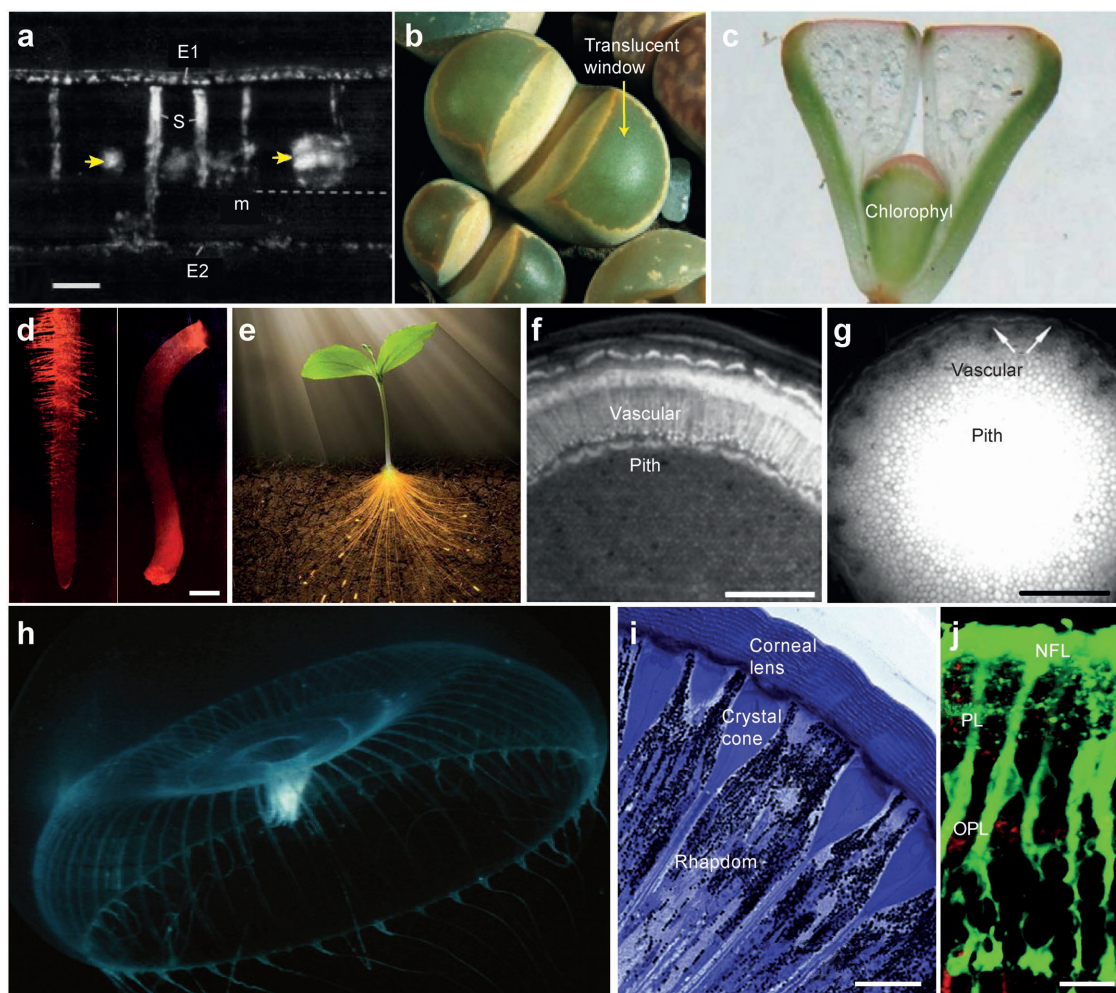 a
E1
S
m
E2
b
Translucent
window
c
Chlorophyl
d
e
f
Vascular
Pith
g
Vascular
Pith
h
i
Corneal
lens
Crystal
cone
Rhapdom
j
NFL
PL
OPL